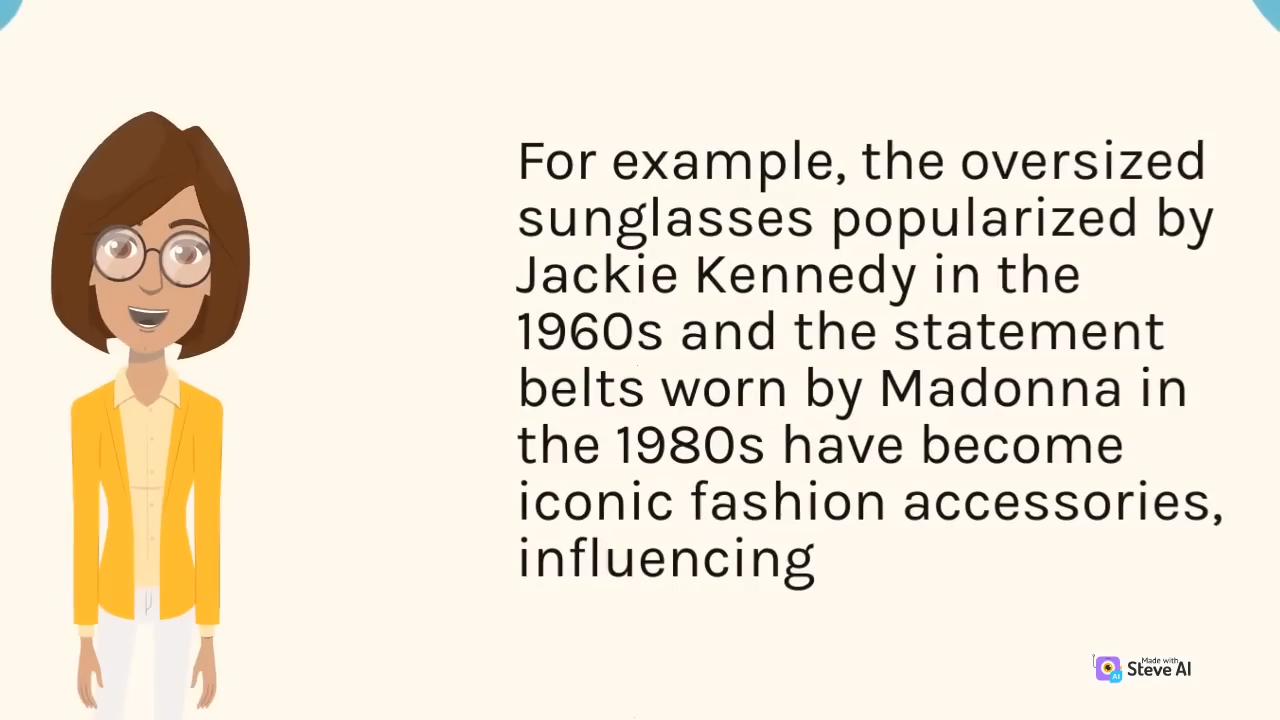 For example, the oversized
sunglasses popularized by
Jackie Kennedy in the
1960s and the statement
belts worn by Madonna in
the 1980s have become
iconic fashion accessories,
influencing
Made with
Steve AI
AI